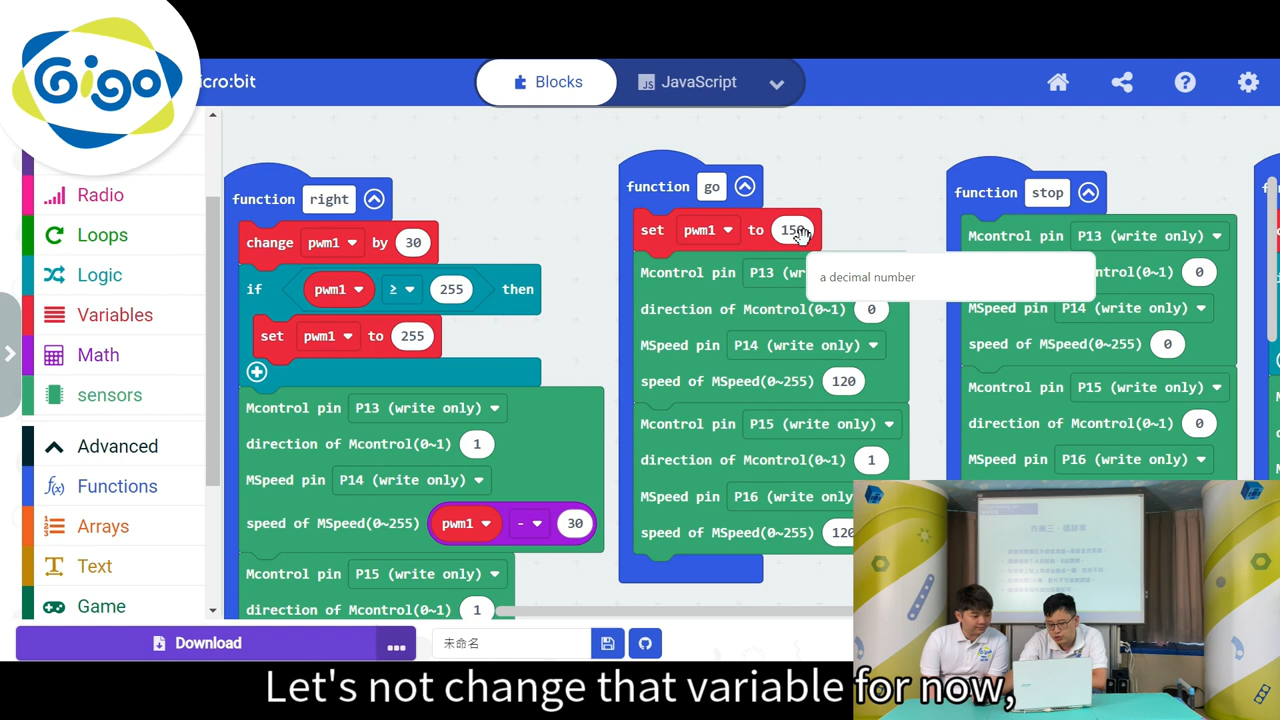 Gigo
micro:bit
Blocks
JavaScript
Radio
Loops
Logic
Variables
Math
sensors
Advanced
Functions
Arrays
Text
Game
function right
change pwm1 by 30
if pwm1 ≥ 255 then
set pwm1 to 255
Mcontrol pin P13 (write only)
direction of Mcontrol(0~1) 1
MSpeed pin P14 (write only)
speed of MSpeed(0~255) pwm1 - 30
Mcontrol pin P15 (write only)
direction of Mcontrol(0~1) 1
function go
set pwm1 to 150
Mcontrol pin P13 (wr
a decimal number
direction of Mcontrol(0~1) 0
MSpeed pin P14 (write only)
speed of MSpeed(0~255) 120
Mcontrol pin P15 (write only)
direction of Mcontrol(0~1) 1
MSpeed pin P16 (write only
speed of MSpeed(0~255) 120
function stop
Mcontrol pin P13 (write only)
ntrol(0~1) 0
MSpeed pin P14 (write only)
speed of MSpeed(0~255) 0
Mcontrol pin P15 (write only)
direction of Mcontrol(0~1) 0
MSpeed pin P16 (write only)
Download
未命名
Let's not change that variable for now,